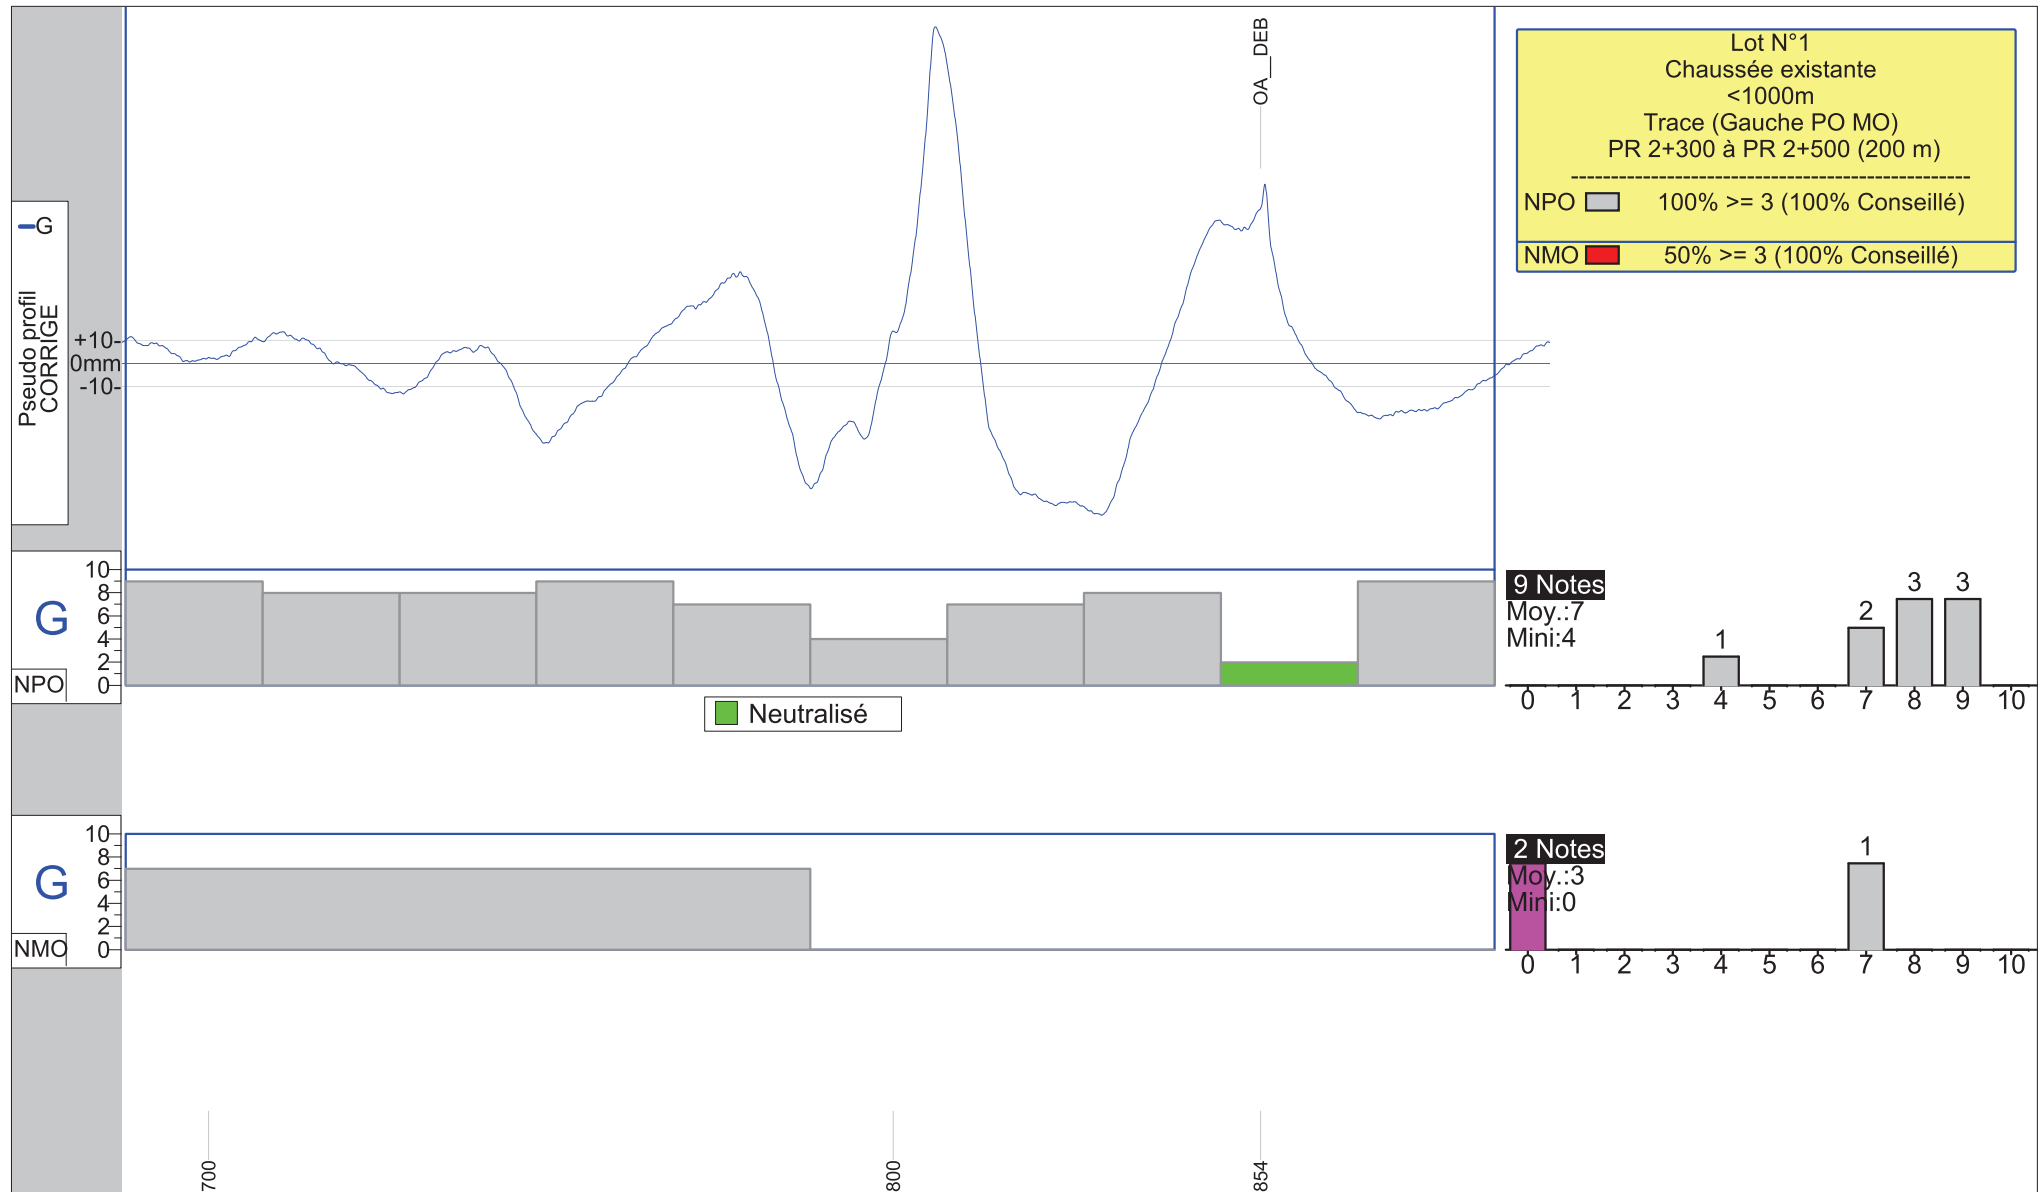 OA__DEB
Lot N°1
Chaussée existante
<1000m
Trace (Gauche PO MO)
PR 2+300 à PR 2+500 (200 m)
--------------------------------------------------
NPO 100% >= 3 (100% Conseillé)
NMO 50% >= 3 (100% Conseillé)
G
Pseudo profil
CORRIGE
+10-
0mm
-10-
10
8
6
4
2
0
G
NPO
9 Notes
Moy.:7
Mini:4
1
2
3
3
0 1 2 3 4 5 6 7 8 9 10
Neutralisé
10
8
6
4
2
0
G
NMO
2 Notes
Moy.:3
Mini:0
1
0 1 2 3 4 5 6 7 8 9 10
700
800
854